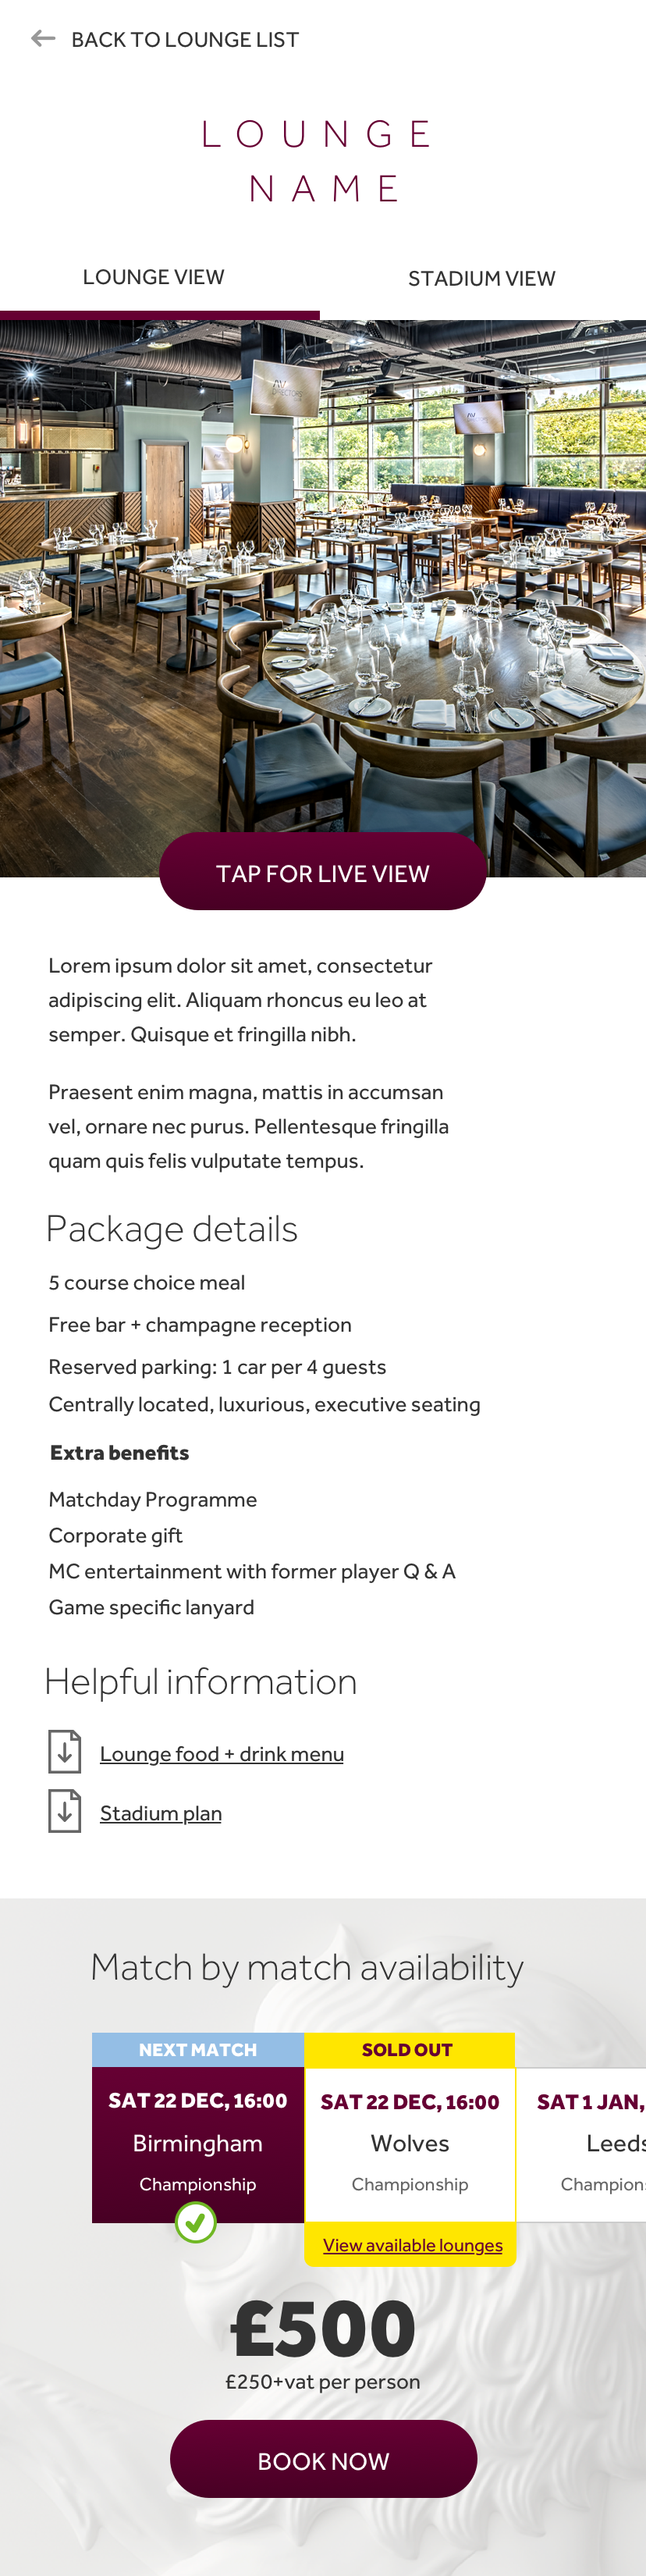 BACK TO LOUNGE LIST
LOUNGE
NAME
LOUNGE VIEW
STADIUM VIEW
AV
DIRECTORY
AV
TAP FOR LIVE VIEW
Lorem ipsum dolor sit amet, consectetur
adipiscing elit. Aliquam rhoncus eu leo at
semper. Quisque et fringilla nibh.
Praesent enim magna, mattis in accumsan
vel, ornare nec purus. Pellentesque fringilla
quam quis felis vulputate tempus.
Package details
5 course choice meal
Free bar + champagne reception
Reserved parking: 1 car per 4 guests
Centrally located, luxurious, executive seating
Extra benefits
Matchday Programme
Corporate gift
MC entertainment with former player Q & A
Game specific lanyard
Helpful information
Lounge food + drink menu
Stadium plan
Match by match availability
NEXT MATCH
SAT 22 DEC, 16:00
Birmingham
Championship
SOLD OUT
SAT 22 DEC, 16:00
Wolves
Championship
View available lounges
SAT 1 JAN,
Leeds
Champion
£500
£250+vat per person
BOOK NOW